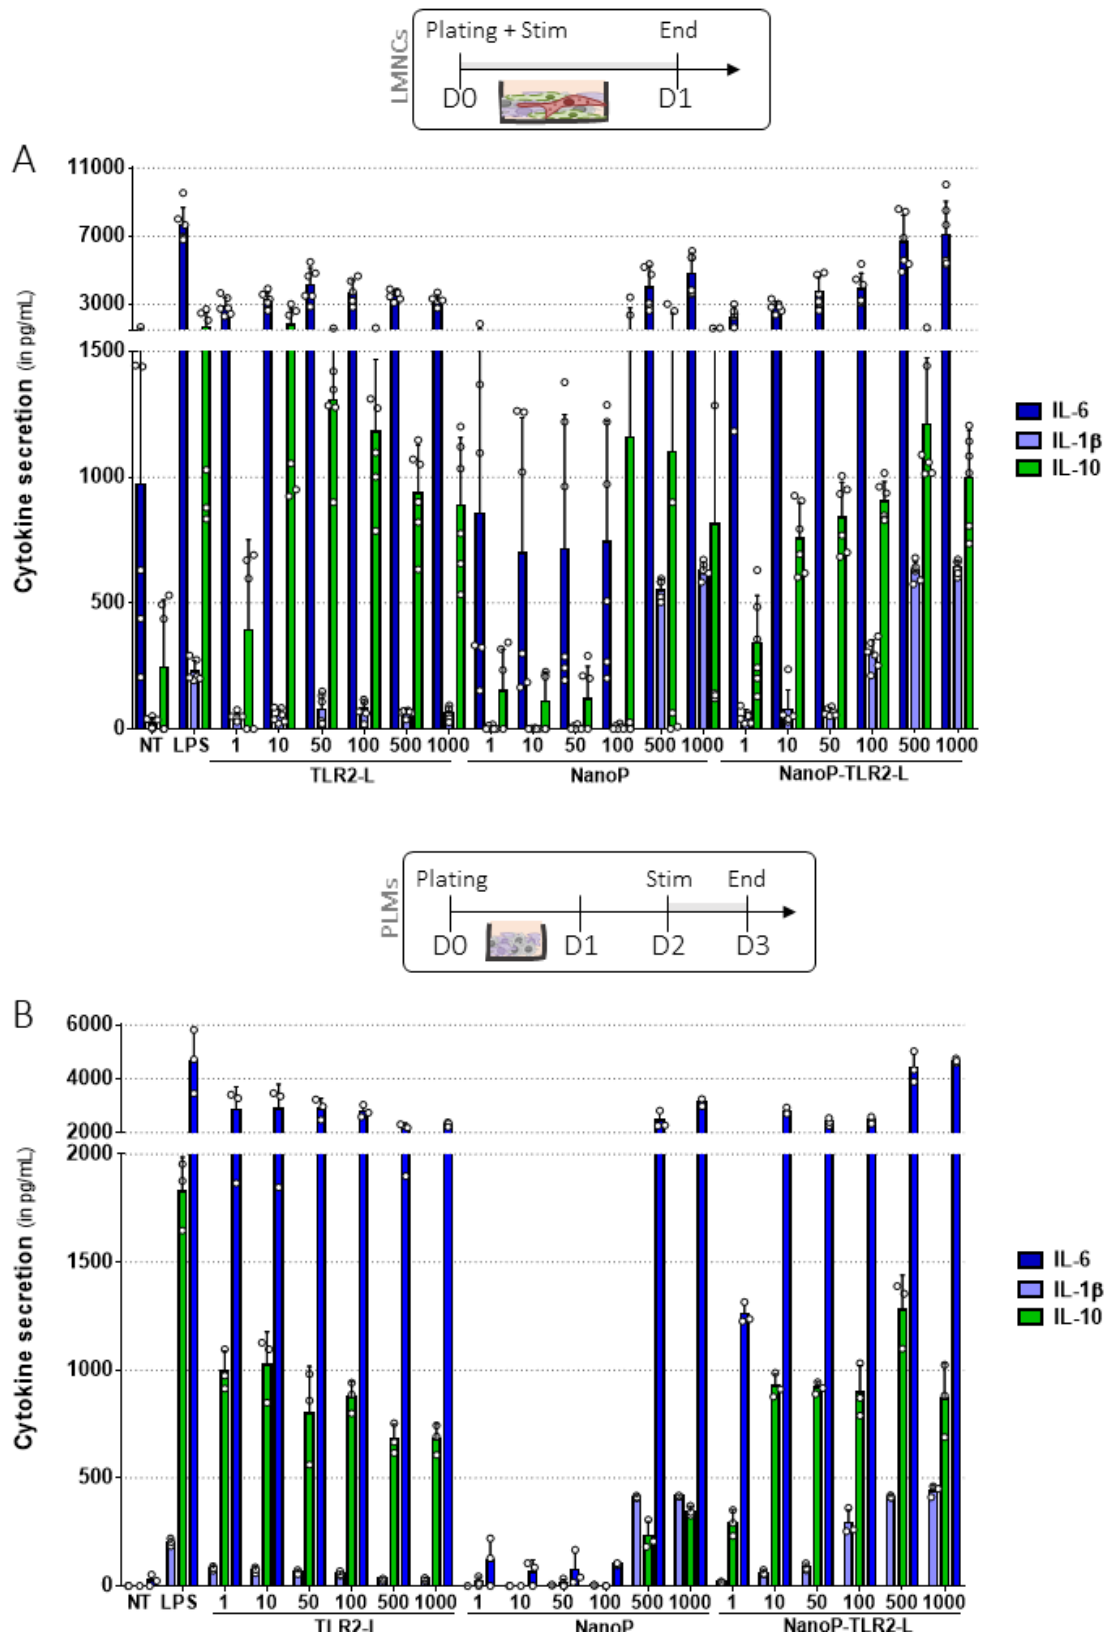 Plating + Stim End
LMNCs
D0 D1
A
11000
7000
3000
1500
1000
500
0
Cytokine secretion (in pg/mL)
IL-6
IL-1β
IL-10
NT LPS 1 10 50 100 500 1000 1 10 50 100 500 1000 1 10 50 100 500 1000
TLR2-L NanoP NanoP-TLR2-L
Plating Stim End
PLMs
D0 D1 D2 D3
B
6000
4000
2000
2000
1500
1000
500
0
Cytokine secretion (in pg/mL)
IL-6
IL-1β
IL-10
NT LPS 1 10 50 100 500 1000 1 10 50 100 500 1000 1 10 50 100 500 1000
TLR2-L NanoP NanoP-TLR2-L